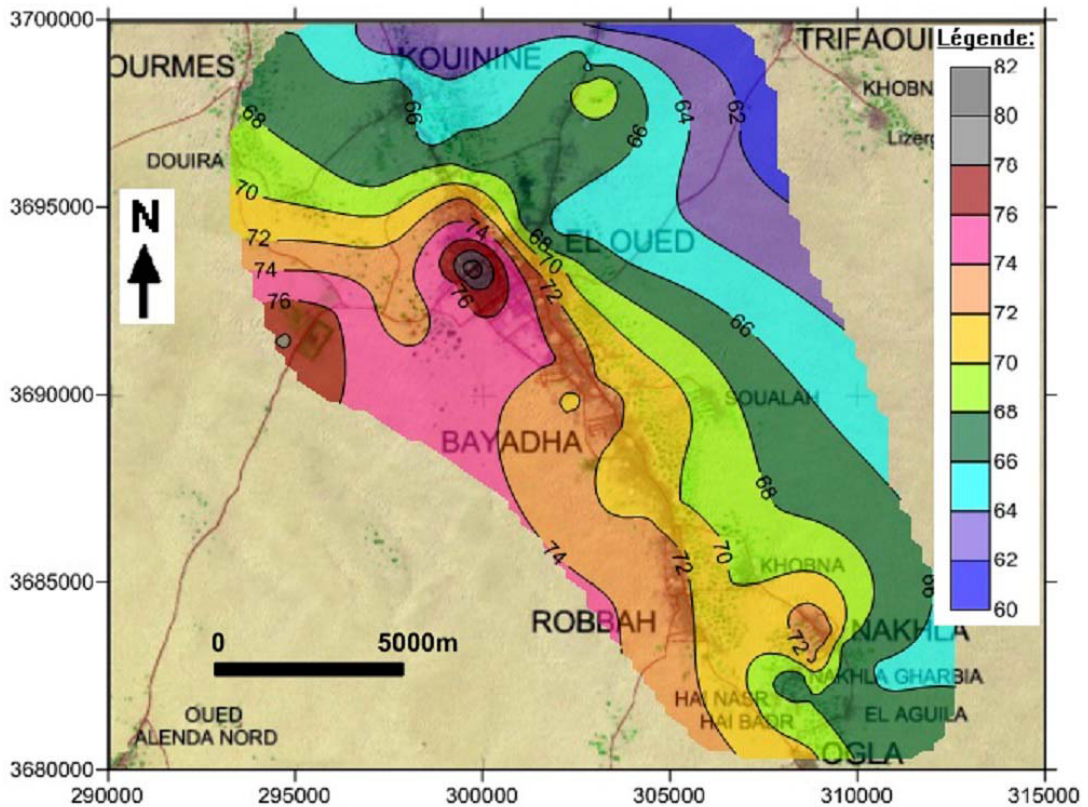 3700000
3695000
3690000
3685000
3680000
290000
295000
300000
305000
310000
315000
OURMES
KOUININE
TRIFAOUI
KHOBN
Lizerg
DOUIRA
N
EL OUED
SOUALAH
BAYADHA
KHOBNA
ROBBAH
NAKHLA
NAKHLA GHARBIA
HAI NASR
HAI BADR
EL AGUILA
OGLA
OUED
ALENDA NORD
0 5000m
Légende:
82
80
78
76
74
72
70
68
66
64
62
60
68
66
66
64
62
70
72
74
76
74
76
68
70
72
66
68
70
72
74
72
66